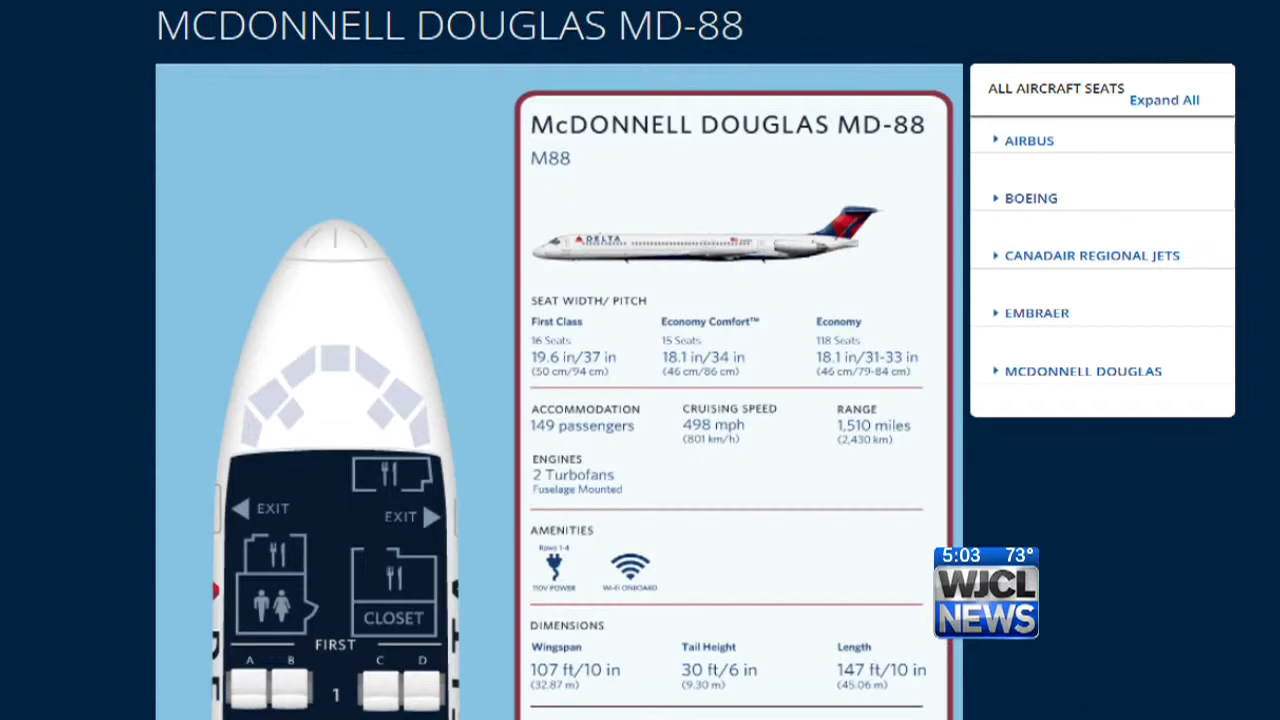 MCDONNELL DOUGLAS MD-88
ALL AIRCRAFT SEATS
Expand All
AIRBUS
BOEING
CANADAIR REGIONAL JETS
EMBRAER
MCDONNELL DOUGLAS
McDONNELL DOUGLAS MD-88
M88
DELTA
SEAT WIDTH/ PITCH
First Class Economy Comfort™ Economy
16 Seats 15 Seats 118 Seats
19.6 in/37 in 18.1 in/34 in 18.1 in/31-33 in
(50 cm/94 cm) (46 cm/86 cm) (46 cm/79-84 cm)
ACCOMMODATION CRUISING SPEED RANGE
149 passengers 498 mph 1,510 miles
(801 km/h) (2,430 km)
ENGINES
2 Turbofans
Fuselage Mounted
AMENITIES
Rows 1-4
110V POWER Wi-Fi ONBOARD
DIMENSIONS
Wingspan Tail Height Length
107 ft/10 in 30 ft/6 in 147 ft/10 in
(32.87 m) (9.30 m) (45.06 m)
EXIT
EXIT
CLOSET
FIRST
A B C D
1
5:03 73°
WJCL
NEWS